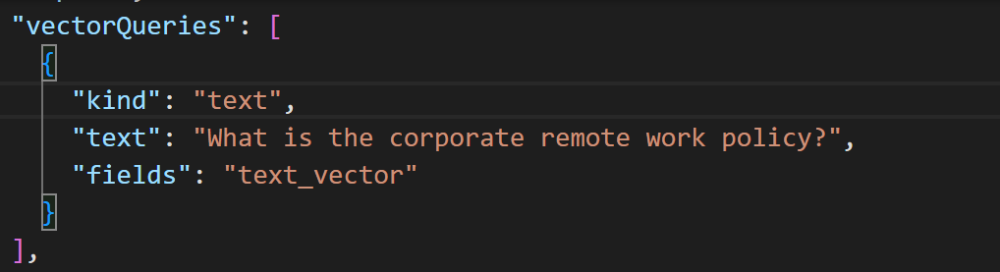 "vectorQueries": [
{
"kind": "text",
"text": "What is the corporate remote work policy?",
"fields": "text_vector"
}
],